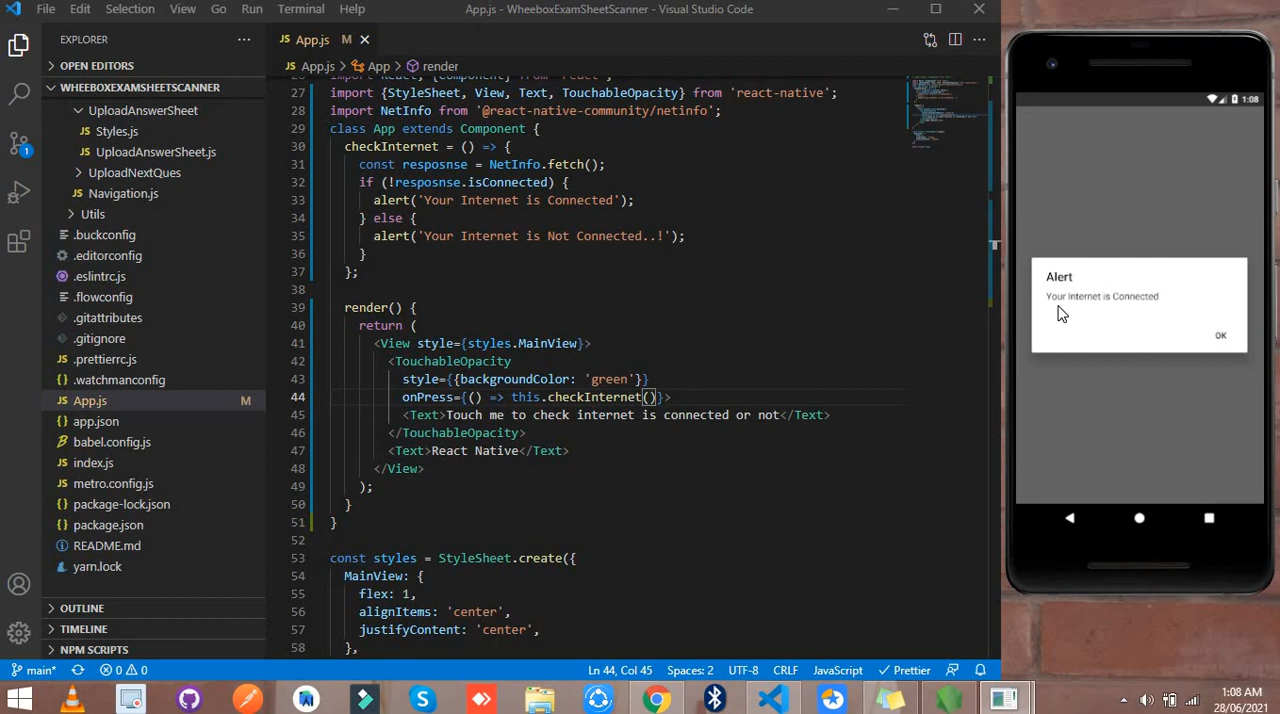 File Edit Selection View Go Run Terminal Help App.js - WheeboxExamSheetScanner - Visual Studio Code
EXPLORER
OPEN EDITORS
WHEEBOXEXAMSHEETSCANNER
UploadAnswerSheet
Styles.js
UploadAnswerSheet.js
UploadNextQues
Navigation.js
Utils
.buckconfig
.editorconfig
.eslintrc.js
.flowconfig
.gitattributes
.gitignore
.prettierrc.js
.watchmanconfig
App.js M
app.json
babel.config.js
index.js
metro.config.js
package-lock.json
package.json
README.md
yarn.lock
OUTLINE
TIMELINE
NPM SCRIPTS
1
App.js M
App.js > App > render
26 import React, {Component} from 'react';
27 import {StyleSheet, View, Text, TouchableOpacity} from 'react-native';
28 import NetInfo from '@react-native-community/netinfo';
29 class App extends Component {
30 checkInternet = () => {
31 const resposnse = NetInfo.fetch();
32 if (!resposnse.isConnected) {
33 alert('Your Internet is Connected');
34 } else {
35 alert('Your Internet is Not Connected..!');
36 }
37 };
38
39 render() {
40 return (
41 <View style={styles.MainView}>
42 <TouchableOpacity
43 style={{backgroundColor: 'green'}}
44 onPress={() => this.checkInternet()}>
45 <Text>Touch me to check internet is connected or not</Text>
46 </TouchableOpacity>
47 <Text>React Native</Text>
48 </View>
49 );
50 }
51 }
52
53 const styles = StyleSheet.create({
54 MainView: {
55 flex: 1,
56 alignItems: 'center',
57 justifyContent: 'center',
58 },
main* 0 0 Ln 44, Col 45 Spaces: 2 UTF-8 CRLF JavaScript Prettier
1:08
Alert
Your Internet is Connected
OK
1:08 AM
28/06/2021